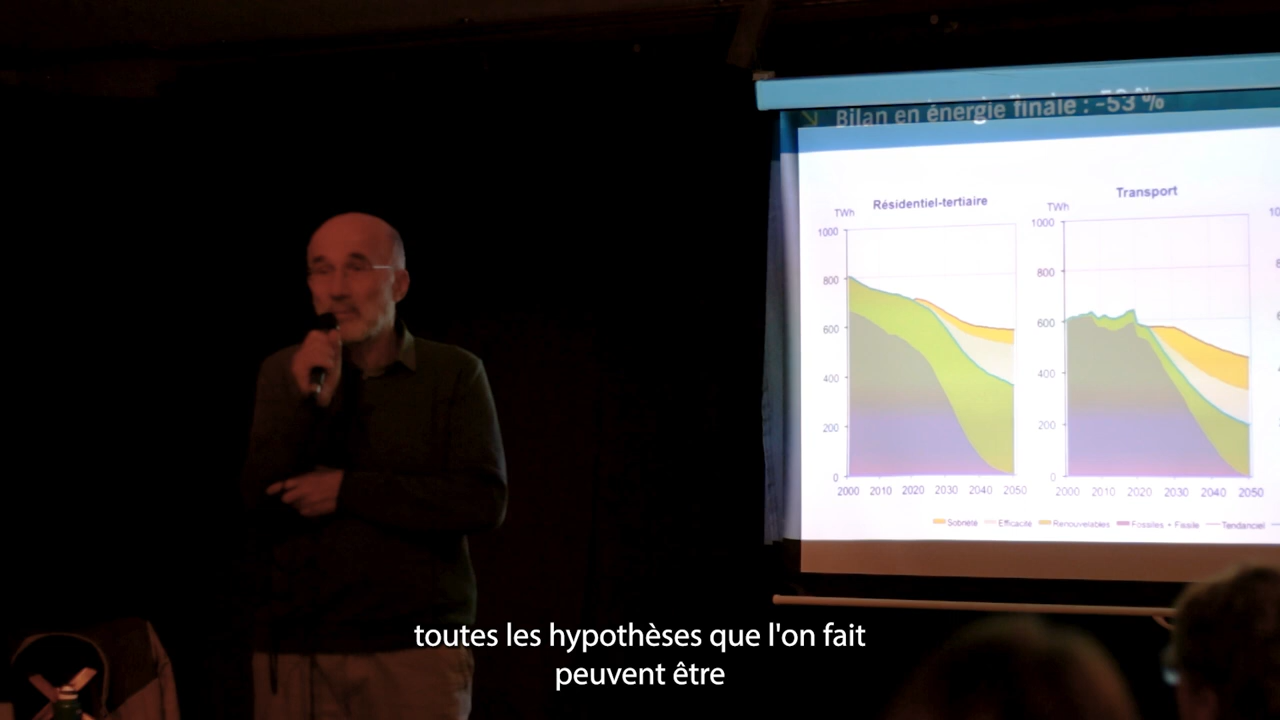 Bilan en énergie finale : -53 %
Résidentiel-tertiaire
Transport
TWh
TWh
1000
800
600
400
200
0
2000 2010 2020 2030 2040 2050
1000
800
600
400
200
0
2000 2010 2020 2030 2040 2050
Sobriété Efficacité Renouvelables Fossiles + Fissile Tendanciel
toutes les hypothèses que l'on fait
peuvent être